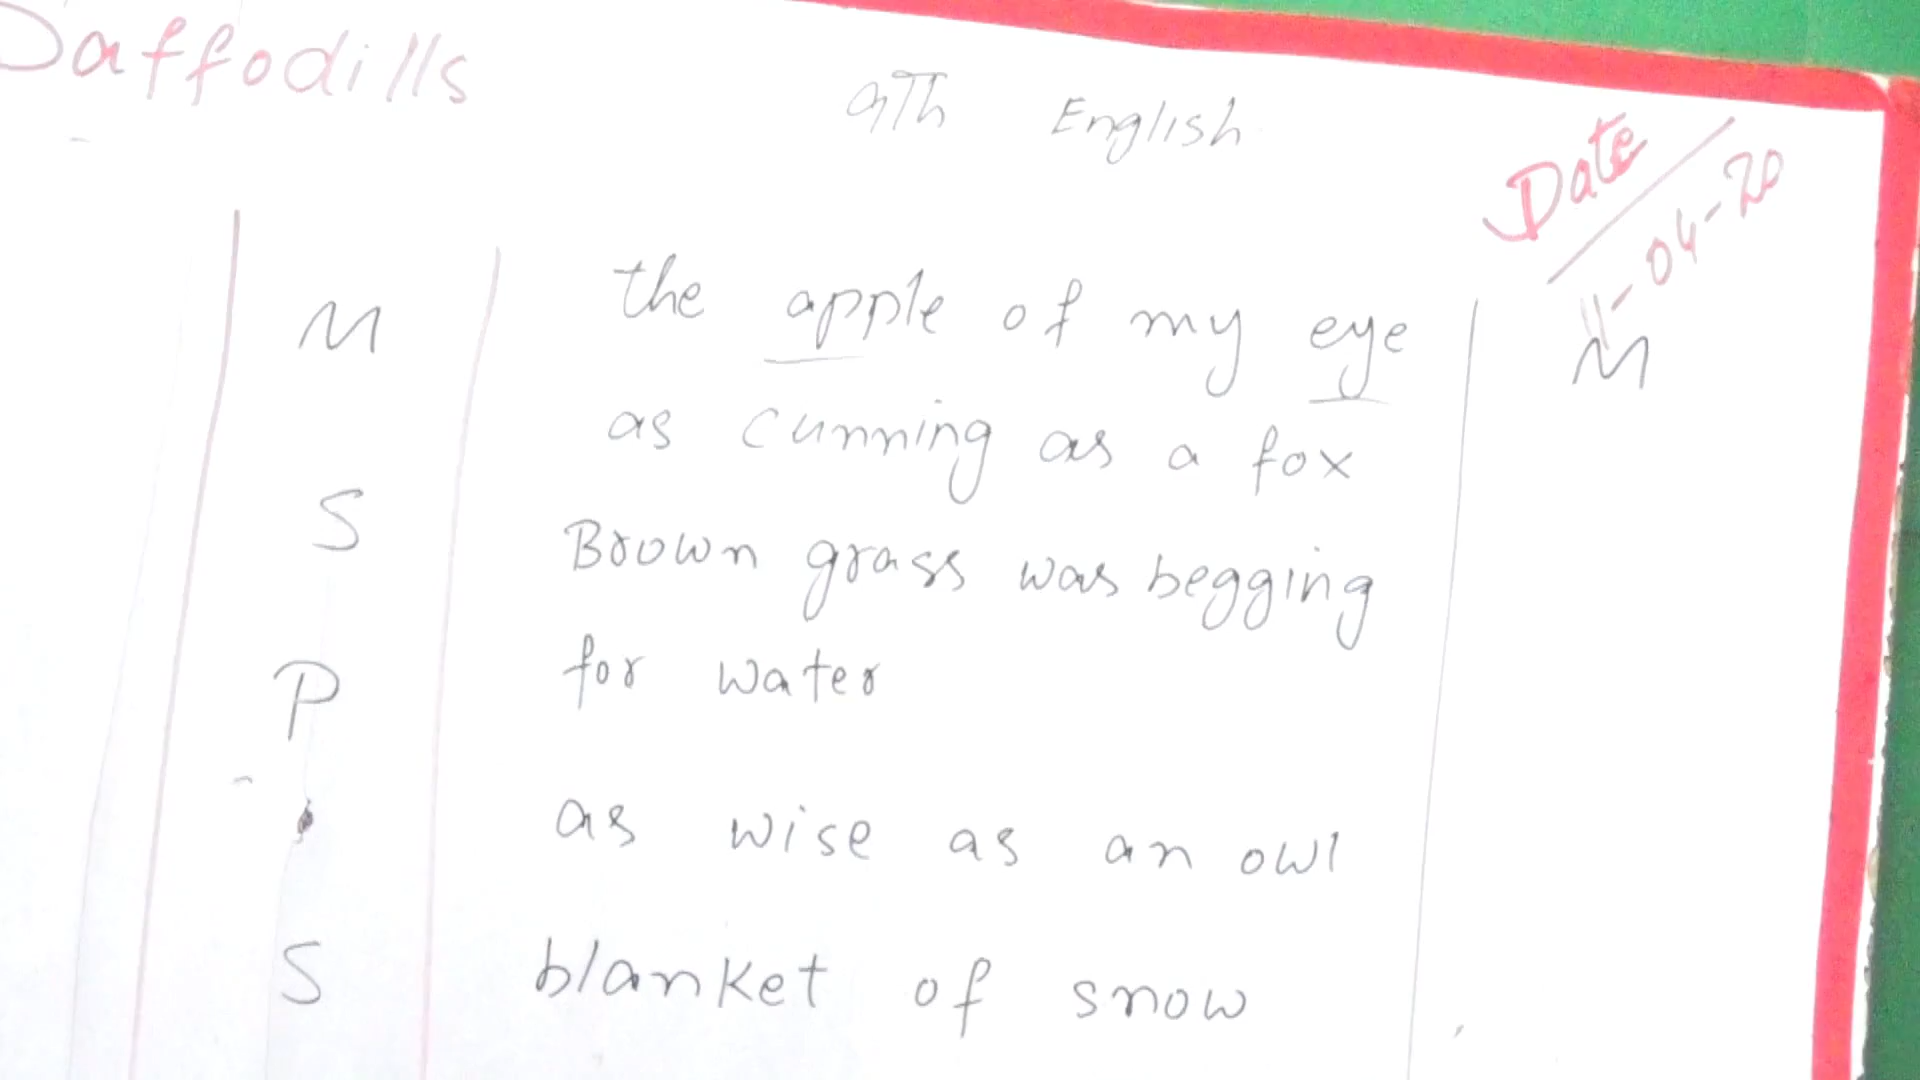 Daffodills
9Th English
Date
11-04-20
M the apple of my eye M
as cunning as a fox
S
Brown grass was begging
P for water
as wise as an owl
S blanket of snow